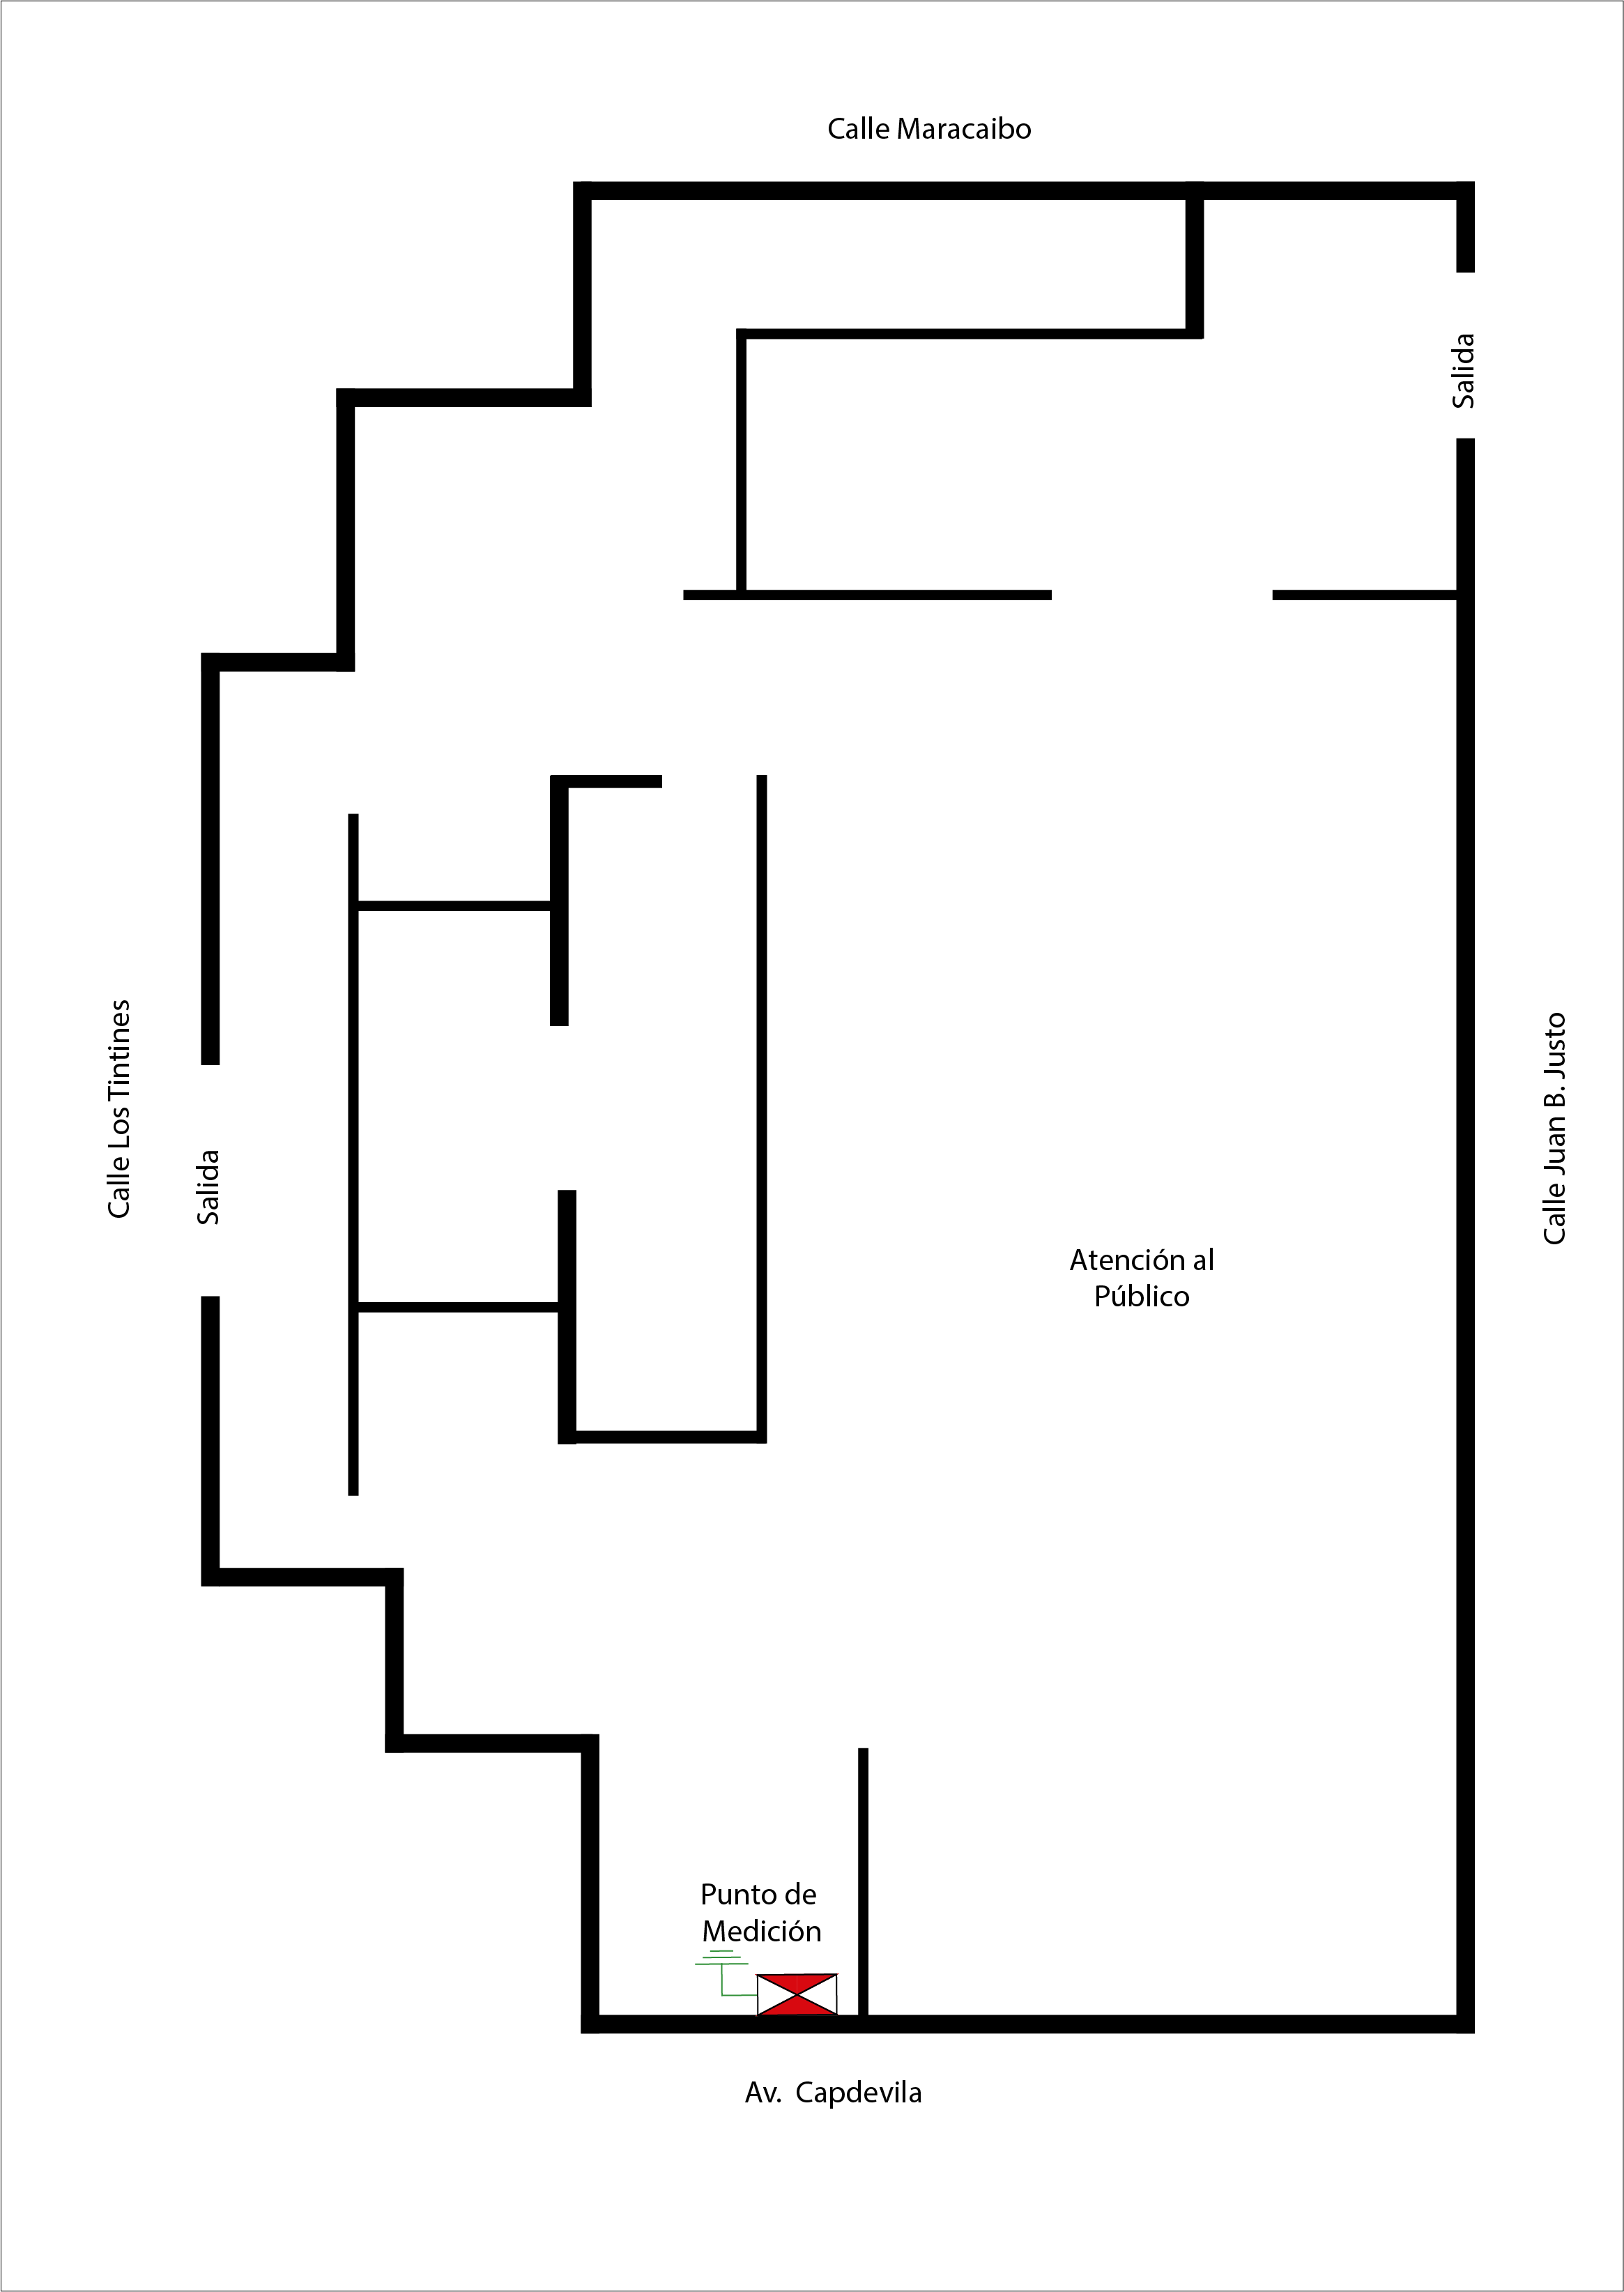 Calle Maracaibo
Salida
Calle Los Tintines
Salida
Calle Juan B. Justo
Atención al
Público
Punto de
Medición
Av. Capdevila